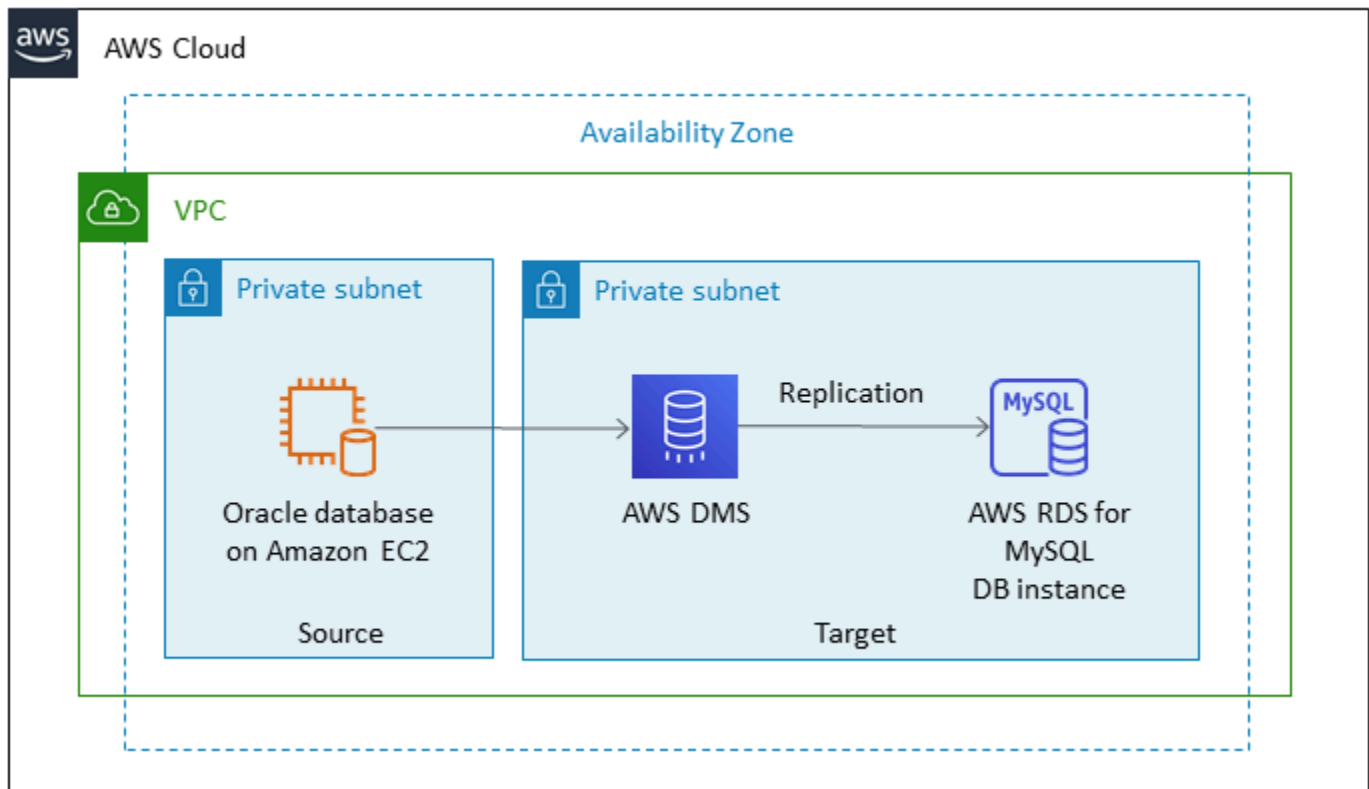 aws
AWS Cloud
Availability Zone
VPC
Private subnet
Private subnet
Oracle database
on Amazon EC2
Source
AWS DMS
Replication
MySQL
AWS RDS for
MySQL
DB instance
Target